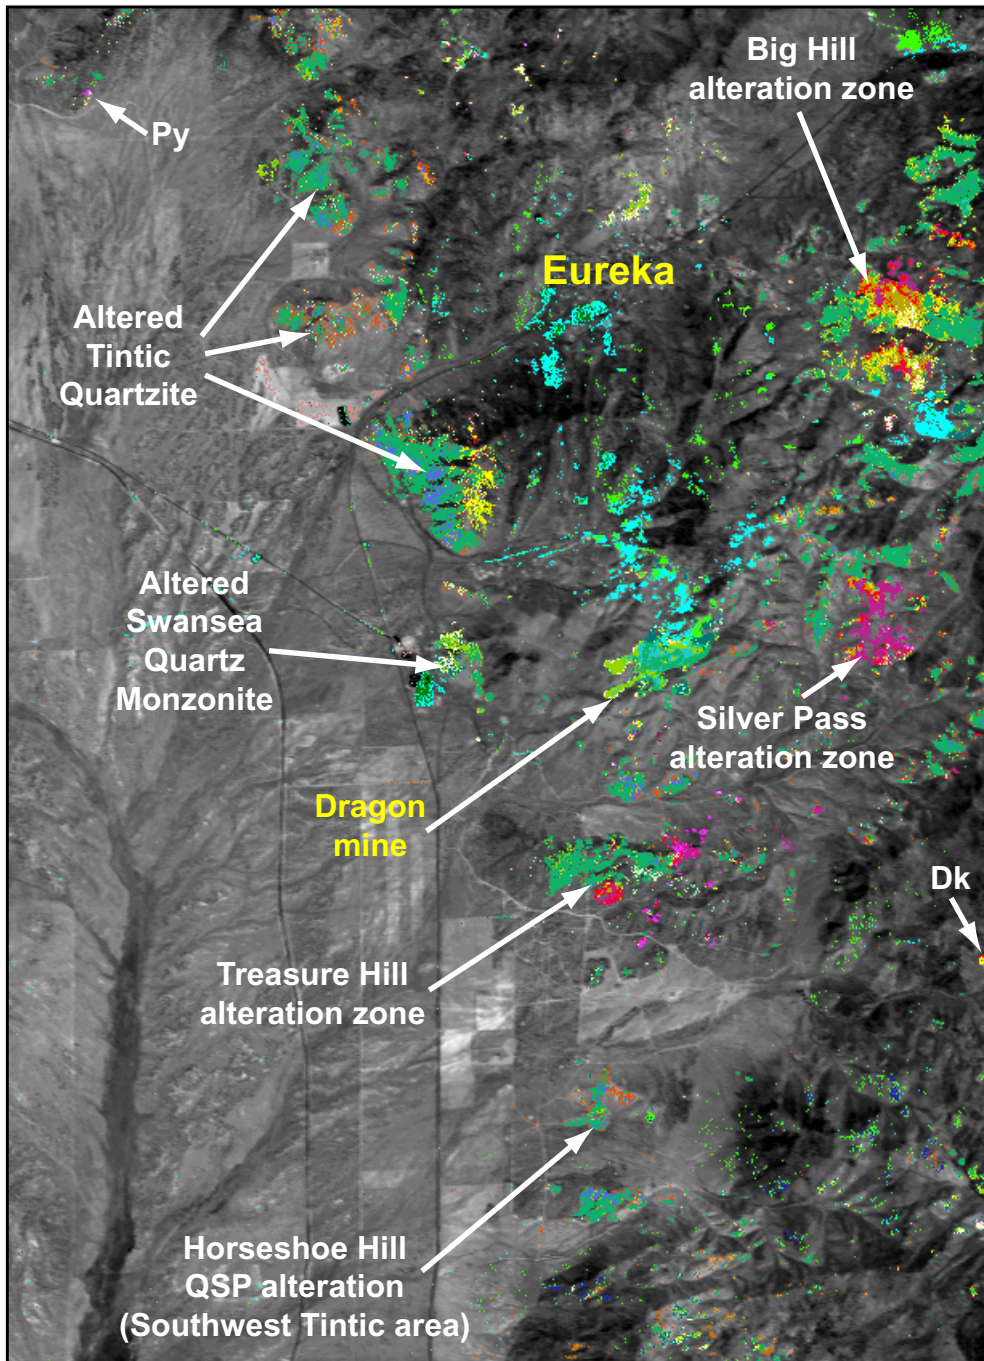 Big Hill
alteration zone
Py
Eureka
Altered
Tintic
Quartzite
Altered
Swansea
Quartz
Monzonite
Silver Pass
alteration zone
Dragon
mine
Dk
Treasure Hill
alteration zone
Horseshoe Hill
QSP alteration
(Southwest Tintic area)